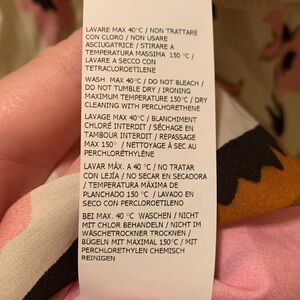 LAVARE MAX 40°C / NON TRATTARE
CON CLORO / NON USARE
ASCIUGATRICE / STIRARE A
TEMPERATURA MASSIMA 150 °C /
LAVARE A SECCO CON
TETRACLOROETILENE
WASH MAX 40°C / DO NOT BLEACH /
DO NOT TUMBLE DRY / IRONING
MAXIMUM TEMPERATURE 150°C / DRY
CLEANING WITH PERCLORHETHENE
LAVAGE MAX 40°C / BLANCHIMENT
CHLORÉ INTERDIT / SÉCHAGE EN
TAMBOUR INTERDIT / REPASSAGE
MAX 150° / NETTOYAGE À SEC AU
PERCHLORÉTHYLÈNE
LAVAR MÁX. A 40 °C / NO TRATAR
CON LEJÍA / NO SECAR EN SECADORA
/ TEMPERATURA MÁXIMA DE
PLANCHADO 150 °C / LAVADO EN
SECO CON PERCLOROETILENO
BEI MAX. 40 °C WASCHEN / NICHT
MIT CHLOR BEHANDELN / NICHT IM
WÄSCHETROCKNER TROCKNEN /
BÜGELN MIT MAXIMAL 150°C / MIT
PERCHLORETHYLEN CHEMISCH
REINIGEN